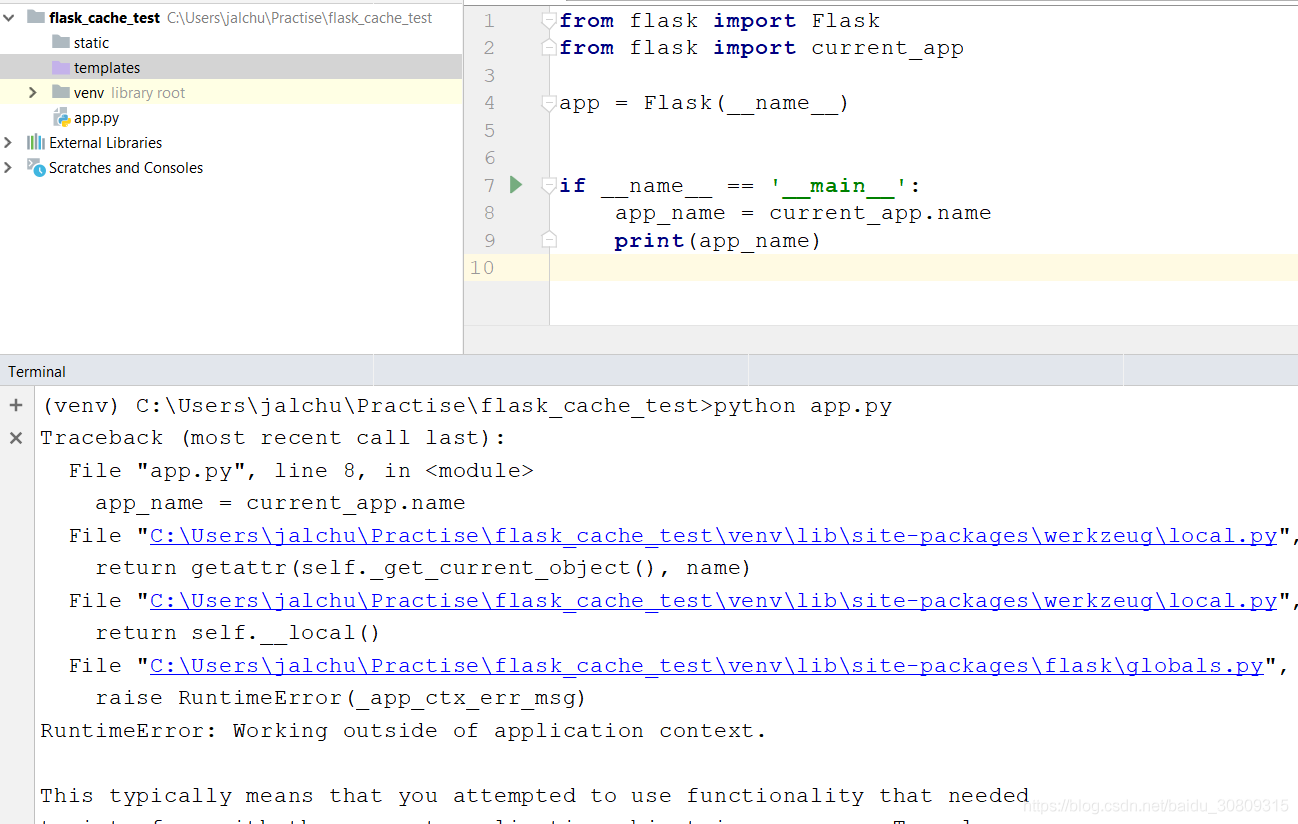 flask_cache_test C:\Users\jalchu\Practise\flask_cache_test
static
templates
venv library root
app.py
External Libraries
Scratches and Consoles
1 from flask import Flask
2 from flask import current_app
3
4 app = Flask(__name__)
5
6
7 if __name__ == '__main__':
8 app_name = current_app.name
9 print(app_name)
10
Terminal
(venv) C:\Users\jalchu\Practise\flask_cache_test>python app.py
Traceback (most recent call last):
File "app.py", line 8, in <module>
app_name = current_app.name
File "C:\Users\jalchu\Practise\flask_cache_test\venv\lib\site-packages\werkzeug\local.py",
return getattr(self._get_current_object(), name)
File "C:\Users\jalchu\Practise\flask_cache_test\venv\lib\site-packages\werkzeug\local.py",
return self.__local()
File "C:\Users\jalchu\Practise\flask_cache_test\venv\lib\site-packages\flask\globals.py",
raise RuntimeError(_app_ctx_err_msg)
RuntimeError: Working outside of application context.
This typically means that you attempted to use functionality that needed
https://blog.csdn.net/baidu_30809315